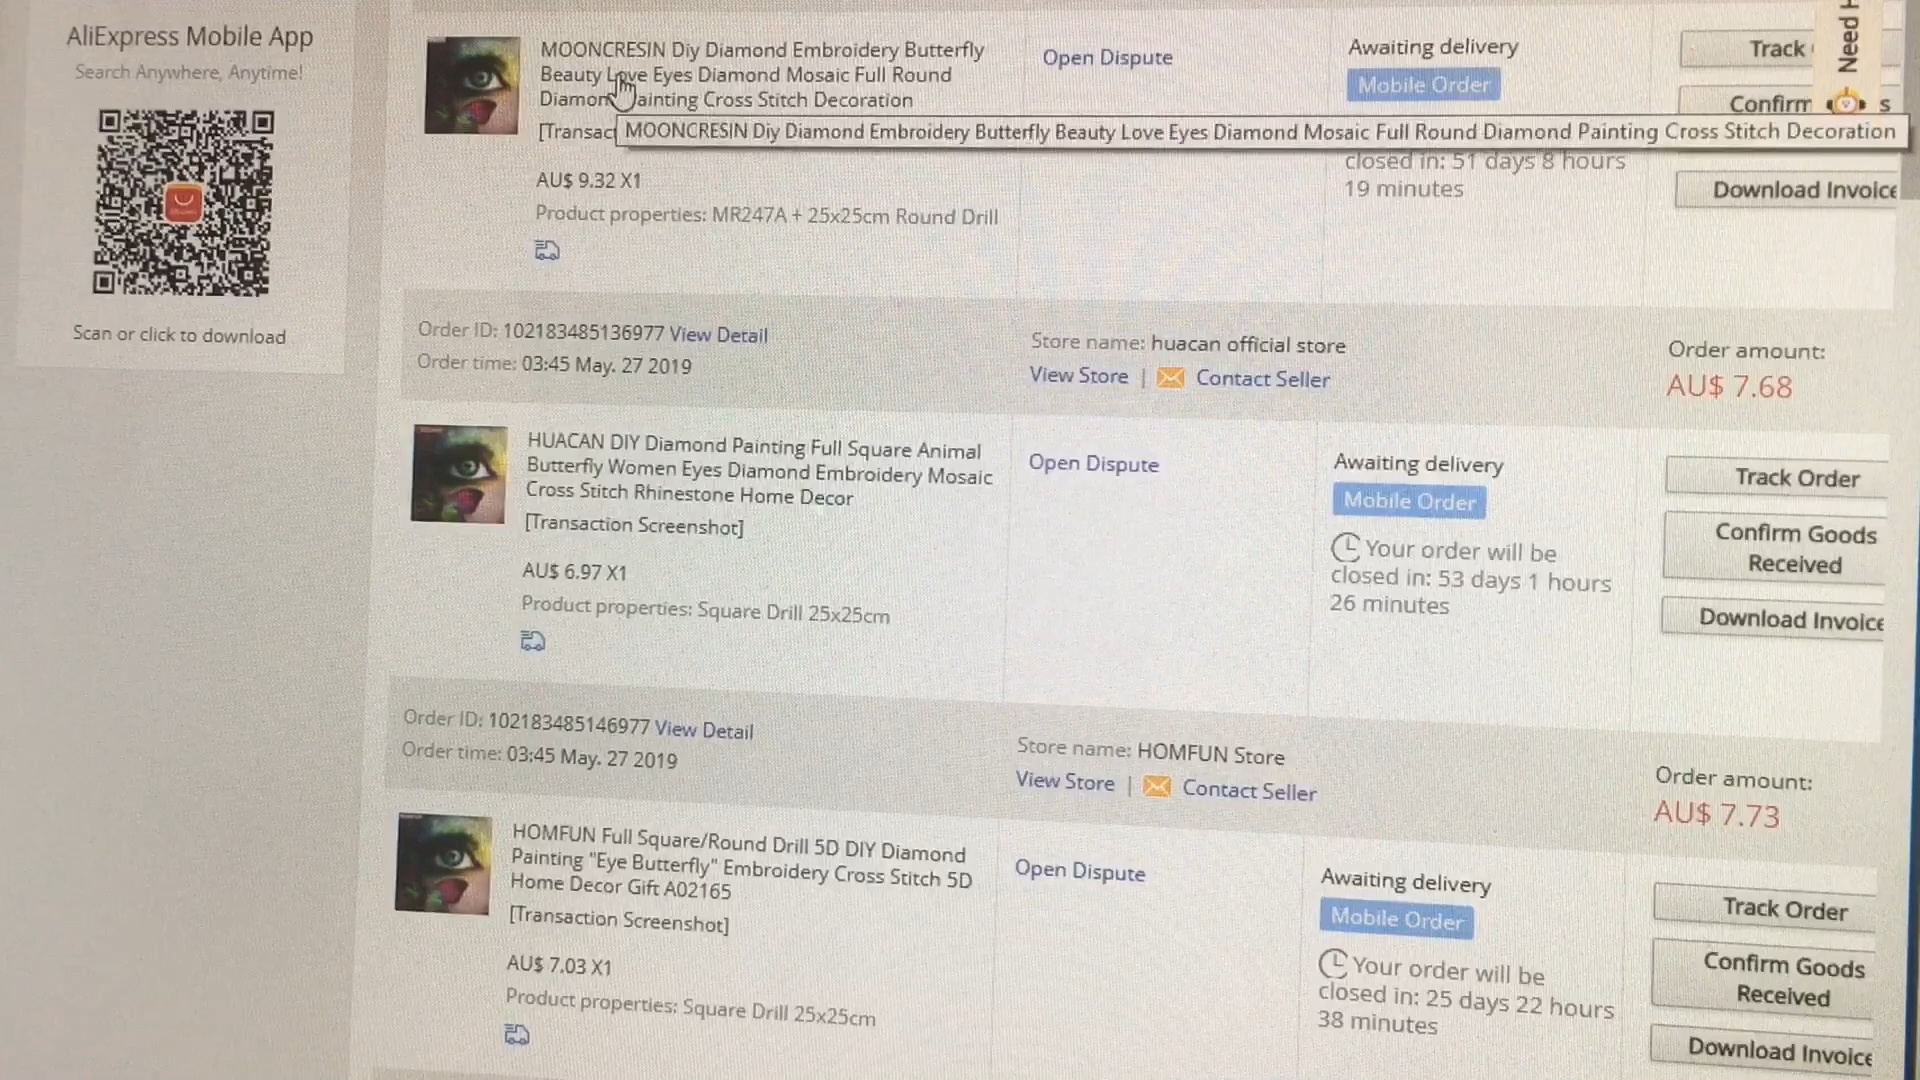 AliExpress Mobile App
Search Anywhere, Anytime!
Scan or click to download
MOONCRESIN Diy Diamond Embroidery Butterfly
Beauty Love Eyes Diamond Mosaic Full Round
Painting Cross Stitch Decoration
MOONCRESIN Diy Diamond Embroidery Butterfly Beauty Love Eyes Diamond Mosaic Full Round Diamond Painting Cross Stitch Decoration
AU$ 9.32 X1
Product properties: MR247A + 25x25cm Round Drill
Open Dispute
Awaiting delivery
Mobile Order
closed in: 51 days 8 hours
19 minutes
Track
Confirm
Need
Download Invoice
Order ID: 102183485136977 View Detail
Order time: 03:45 May. 27 2019
Store name: huacan official store
View Store | Contact Seller
Order amount:
AU$ 7.68
HUACAN DIY Diamond Painting Full Square Animal
Butterfly Women Eyes Diamond Embroidery Mosaic
Cross Stitch Rhinestone Home Decor
[Transaction Screenshot]
AU$ 6.97 X1
Product properties: Square Drill 25x25cm
Open Dispute
Awaiting delivery
Mobile Order
Your order will be
closed in: 53 days 1 hours
26 minutes
Track Order
Confirm Goods
Received
Download Invoice
Order ID: 102183485146977 View Detail
Order time: 03:45 May. 27 2019
Store name: HOMFUN Store
View Store | Contact Seller
Order amount:
AU$ 7.73
HOMFUN Full Square/Round Drill 5D DIY Diamond
Painting "Eye Butterfly" Embroidery Cross Stitch 5D
Home Decor Gift A02165
[Transaction Screenshot]
AU$ 7.03 X1
Product properties: Square Drill 25x25cm
Open Dispute
Awaiting delivery
Mobile Order
Your order will be
closed in: 25 days 22 hours
38 minutes
Track Order
Confirm Goods
Received
Download Invoice